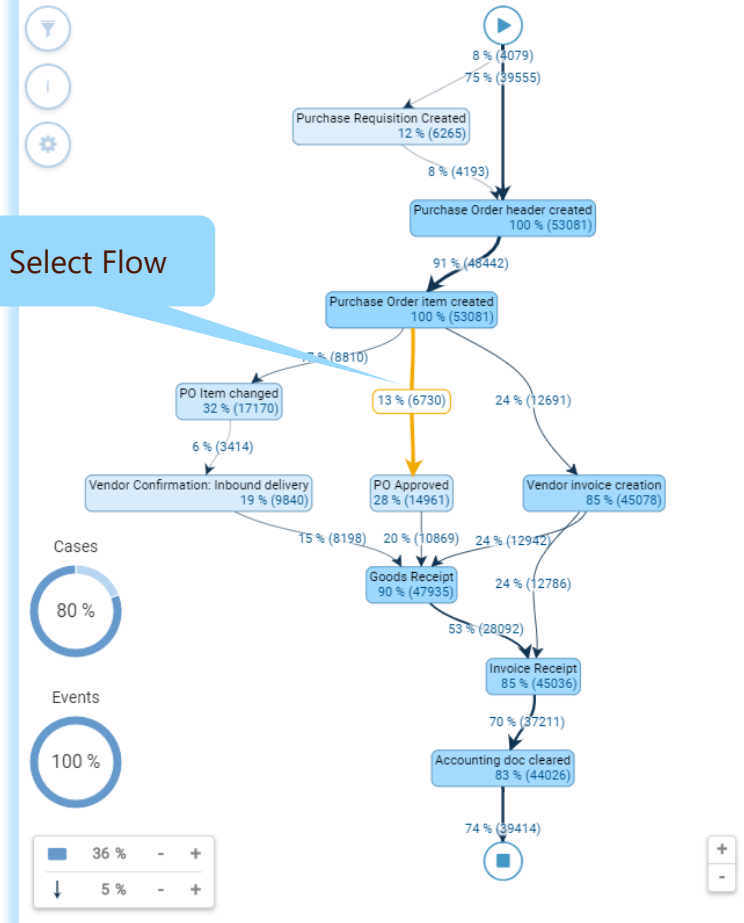 8 % (4079)
75 % (39555)
Purchase Requisition Created
12 % (6265)
8 % (4193)
Purchase Order header created
100 % (53081)
Select Flow
91 % (48442)
Purchase Order item created
100 % (53081)
17 % (8810)
PO Item changed
32 % (17170)
13 % (6730)
24 % (12691)
6 % (3414)
Vendor Confirmation: Inbound delivery
19 % (9840)
PO Approved
28 % (14961)
Vendor invoice creation
85 % (45078)
15 % (8198)
20 % (10869)
24 % (12942)
Cases
80 %
Goods Receipt
90 % (47935)
24 % (12786)
53 % (28092)
Invoice Receipt
85 % (45036)
Events
100 %
70 % (37211)
Accounting doc cleared
83 % (44026)
74 % (39414)
36 % - +
5 % - +
+
-
i